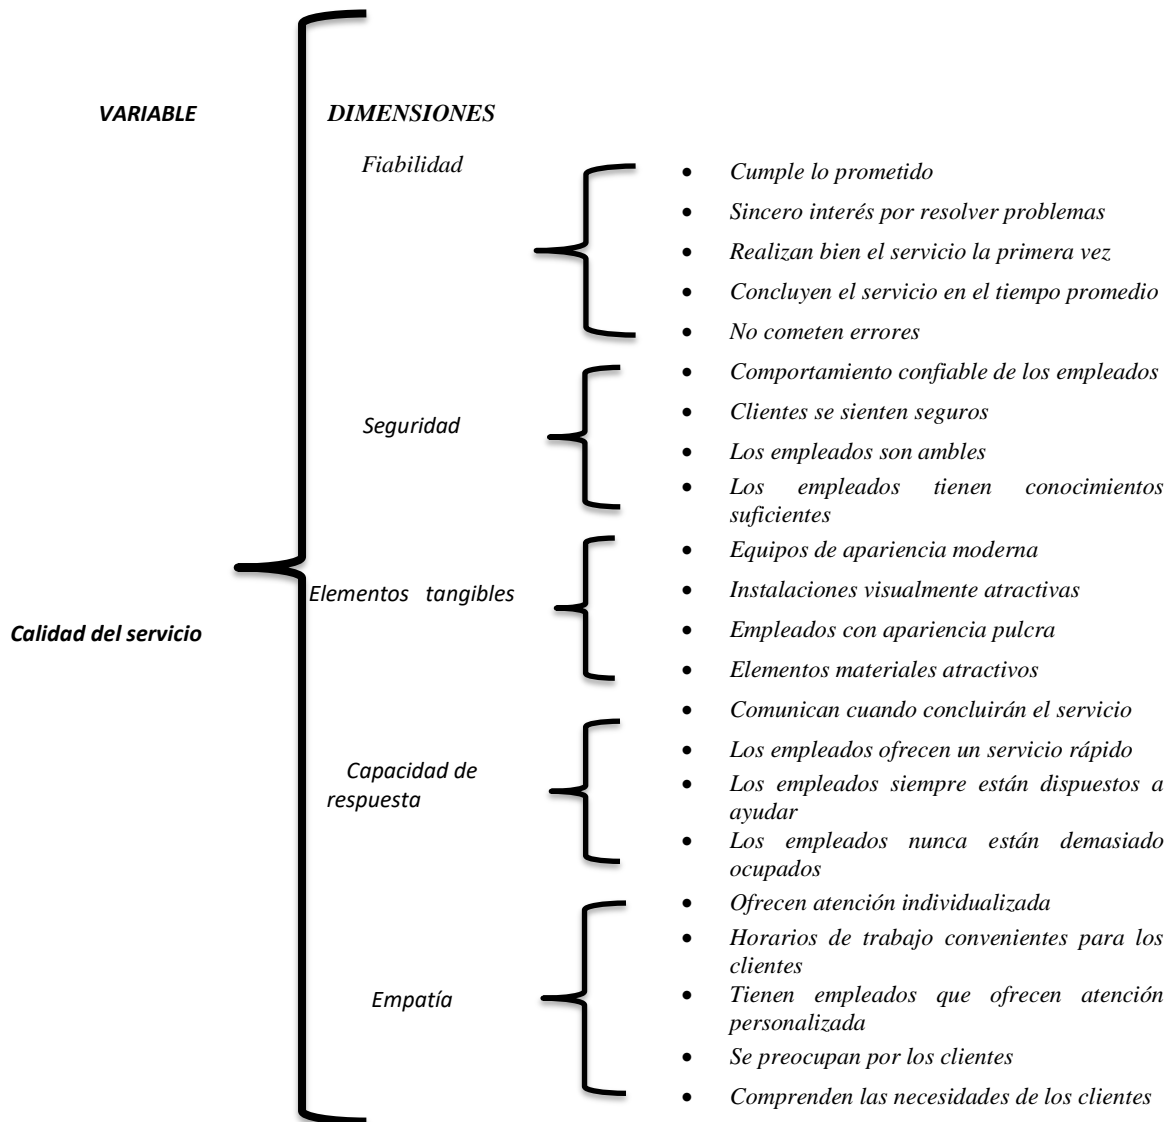 VARIABLE
DIMENSIONES
Fiabilidad
• Cumple lo prometido
• Sincero interés por resolver problemas
• Realizan bien el servicio la primera vez
• Concluyen el servicio en el tiempo promedio
• No cometen errores
Seguridad
• Comportamiento confiable de los empleados
• Clientes se sienten seguros
• Los empleados son ambles
• Los empleados tienen conocimientos
suficientes
Calidad del servicio
Elementos tangibles
• Equipos de apariencia moderna
• Instalaciones visualmente atractivas
• Empleados con apariencia pulcra
• Elementos materiales atractivos
Capacidad de
respuesta
• Comunican cuando concluirán el servicio
• Los empleados ofrecen un servicio rápido
• Los empleados siempre están dispuestos a
ayudar
• Los empleados nunca están demasiado
ocupados
Empatía
• Ofrecen atención individualizada
• Horarios de trabajo convenientes para los
clientes
• Tienen empleados que ofrecen atención
personalizada
• Se preocupan por los clientes
• Comprenden las necesidades de los clientes